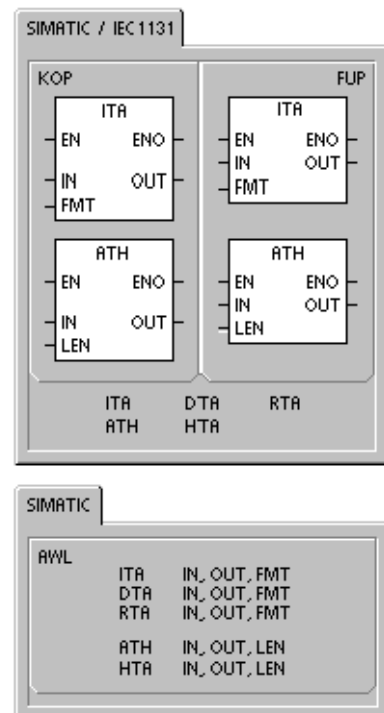 SIMATIC / IEC1131
KOP FUP
ITA ITA
EN ENO EN ENO
IN OUT IN OUT
FMT FMT
ATH ATH
EN ENO EN ENO
IN OUT IN OUT
LEN LEN
ITA DTA RTA
ATH HTA
SIMATIC
AWL
ITA IN, OUT, FMT
DTA IN, OUT, FMT
RTA IN, OUT, FMT
ATH IN, OUT, LEN
HTA IN, OUT, LEN